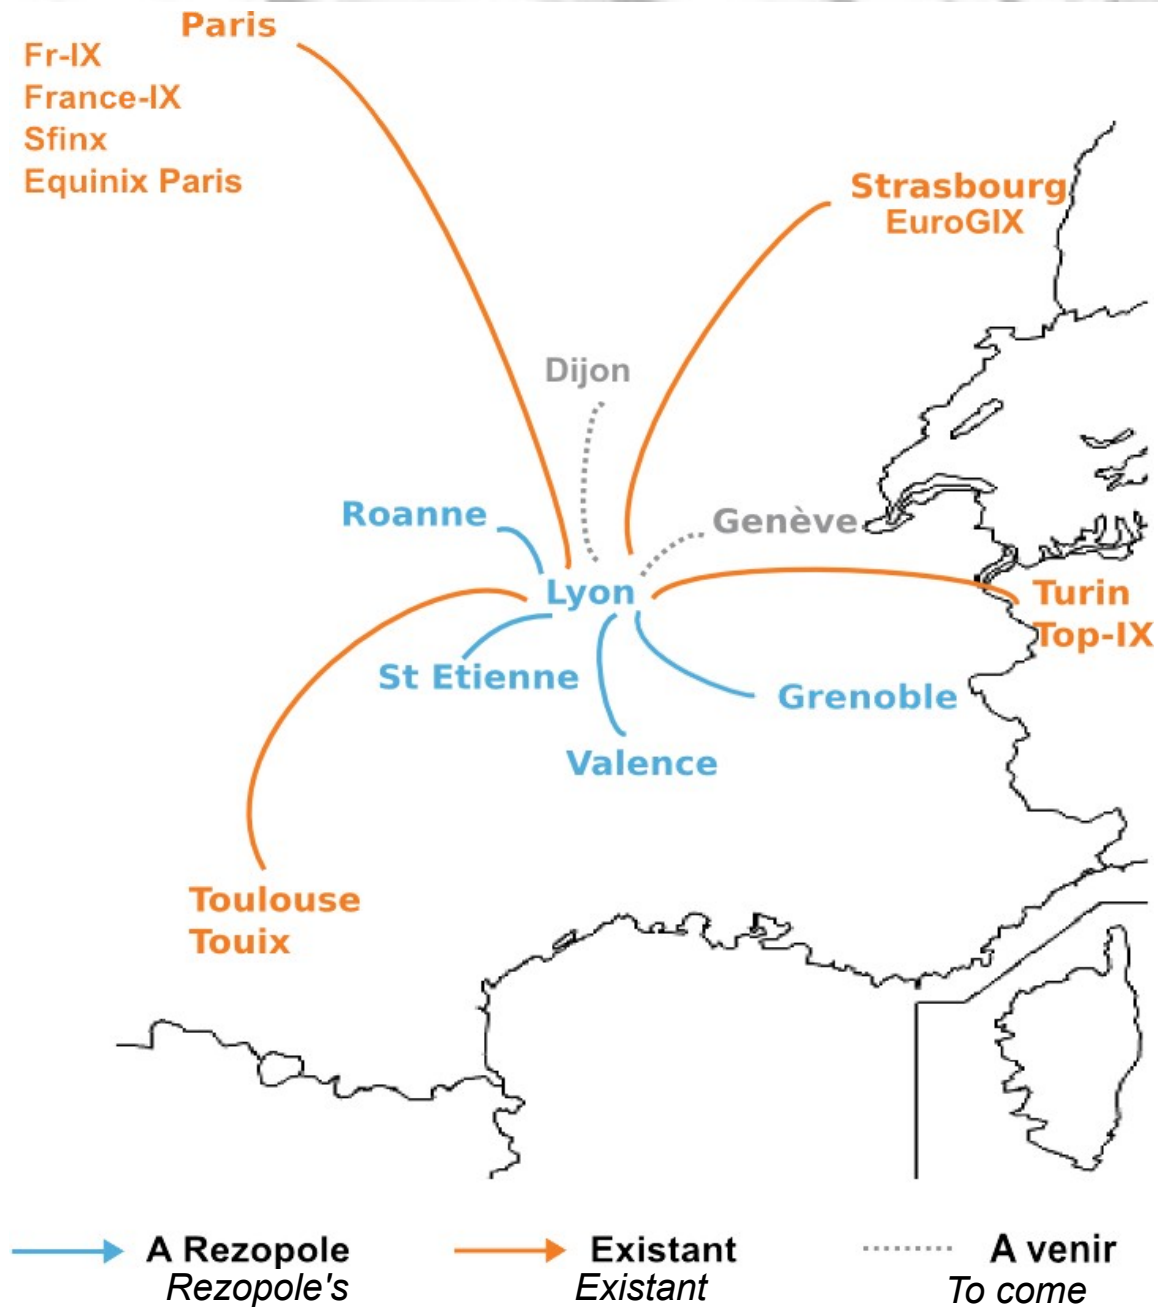 Paris
Fr-IX
France-IX
Sfinx
Equinix Paris
Strasbourg
EuroGIX
Dijon
Roanne
Genève
Lyon
Turin
Top-IX
St Etienne
Grenoble
Valence
Toulouse
Touix
A Rezopole
Rezopole's
Existant
Existant
A venir
To come